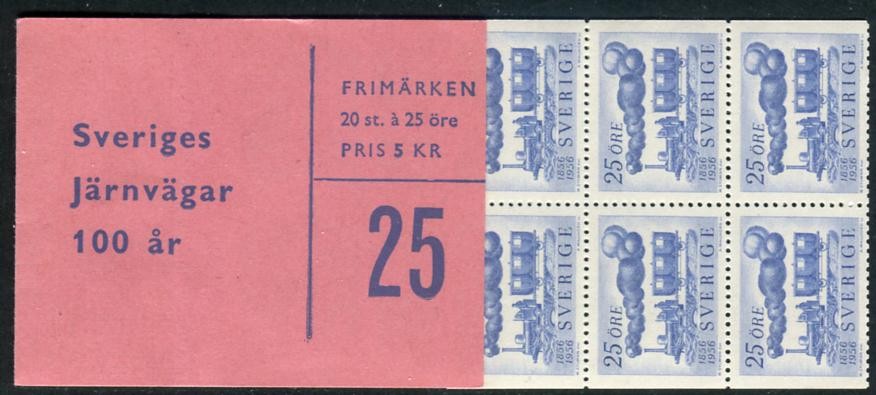 Sveriges
Järnvägar
100 år
FRIMÄRKEN
20 st. à 25 öre
PRIS 5 KR
25
SVERIGE
1856
1956
25 ÖRE
SVERIGE
1856
1956
25 ÖRE
SVERIGE
1856
1956
SVERIGE
1856
1956
25 ÖRE
SVERIGE
1856
1956
25 ÖRE
SVERIGE
1856
1956